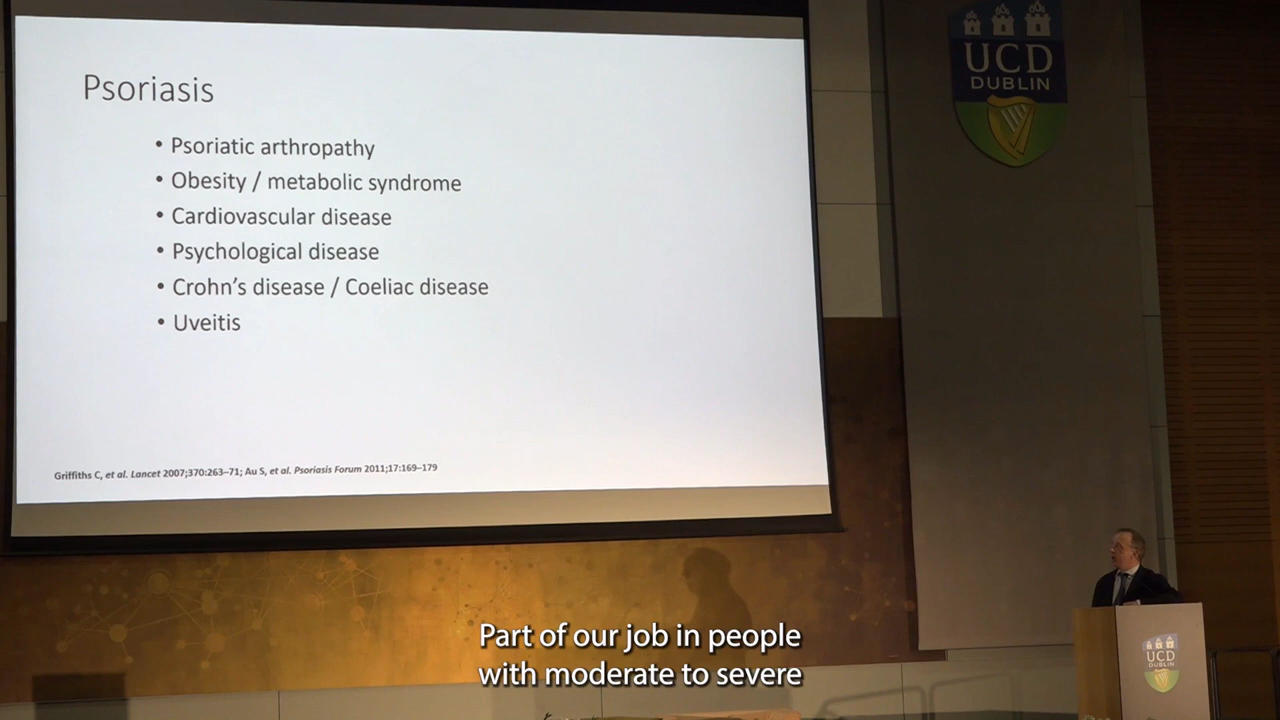 Psoriasis
• Psoriatic arthropathy
• Obesity / metabolic syndrome
• Cardiovascular disease
• Psychological disease
• Crohn's disease / Coeliac disease
• Uveitis
Griffiths C, et al. Lancet 2007;370:263–71; Au S, et al. Psoriasis Forum 2011;17:169–179
UCD
DUBLIN
UCD
DUBLIN
Part of our job in people
with moderate to severe